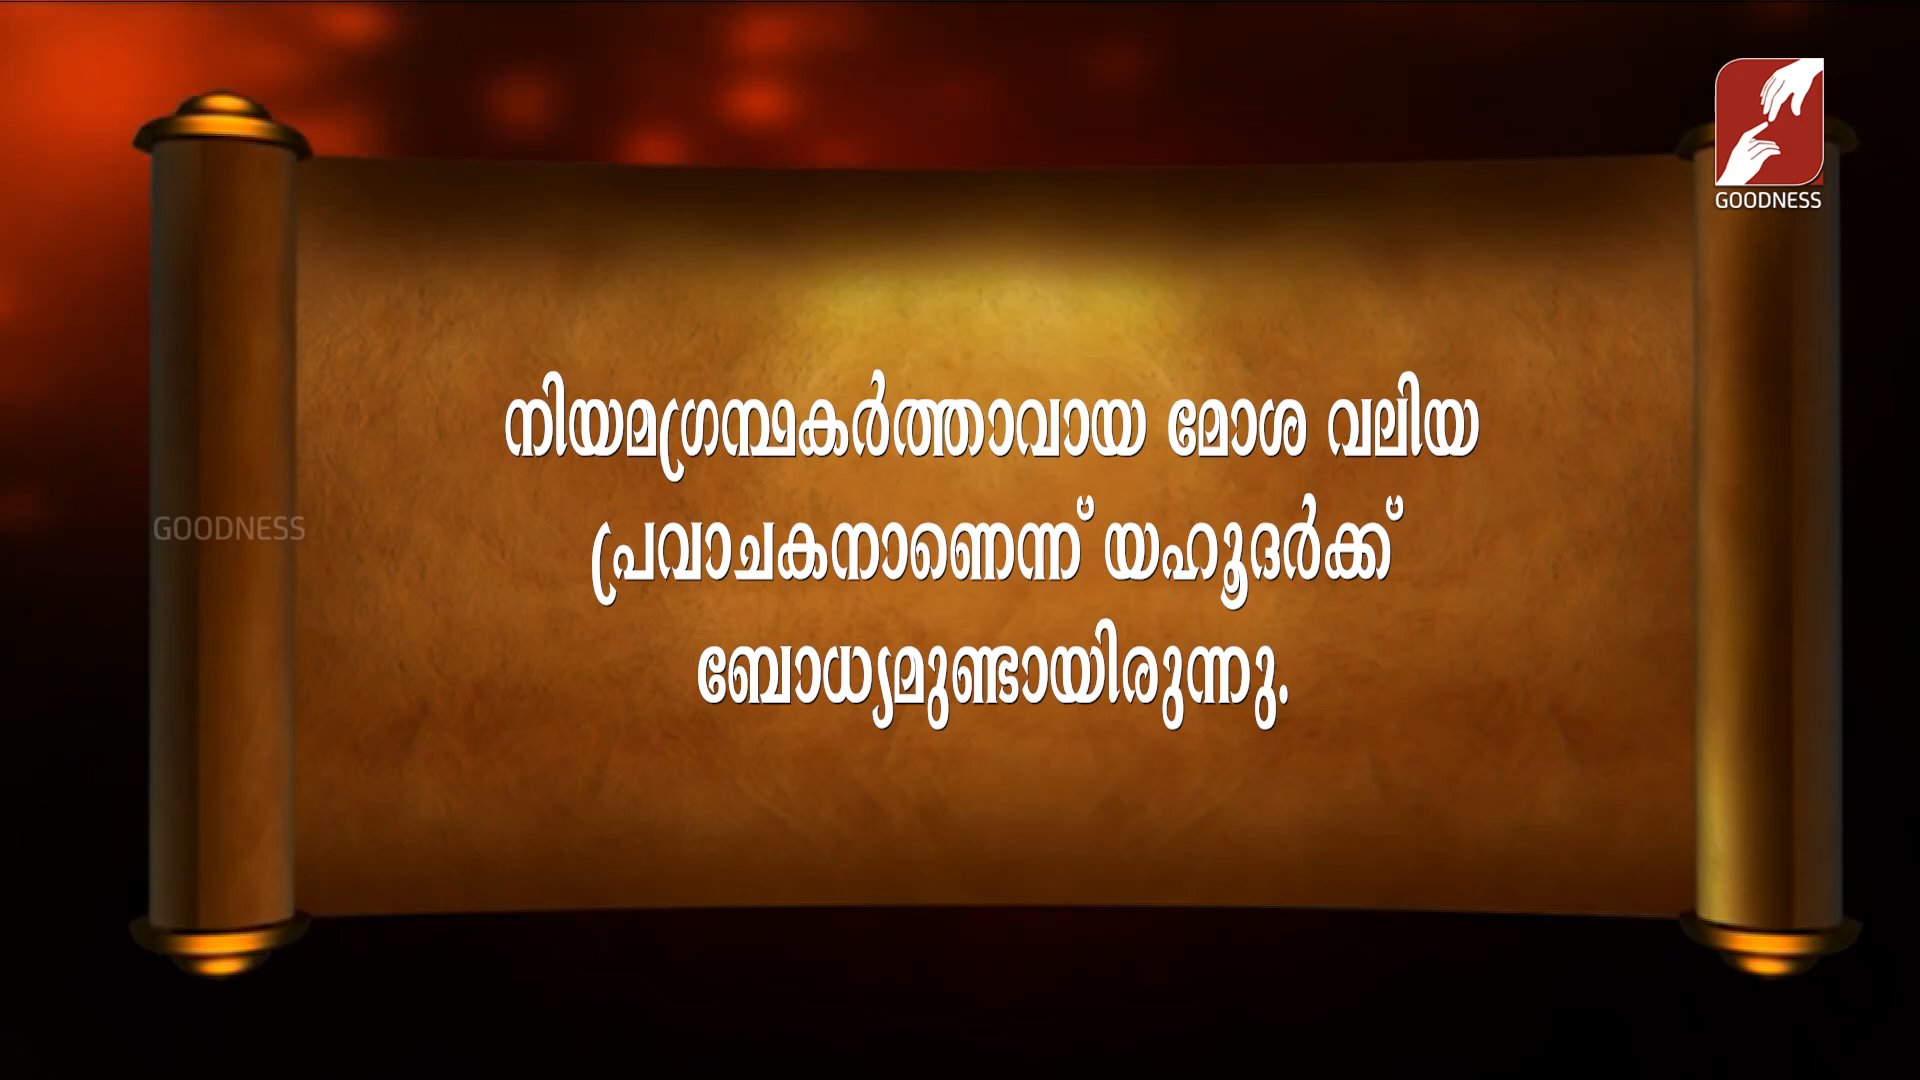 GOODNESS
നിയമഗ്രന്ഥകർത്താവായ മോശ വലിയ
പ്രവാചകനാണെന്ന് യഹൂദർക്ക്
GOODNESS
ബോധ്യമുണ്ടായിരുന്നു.